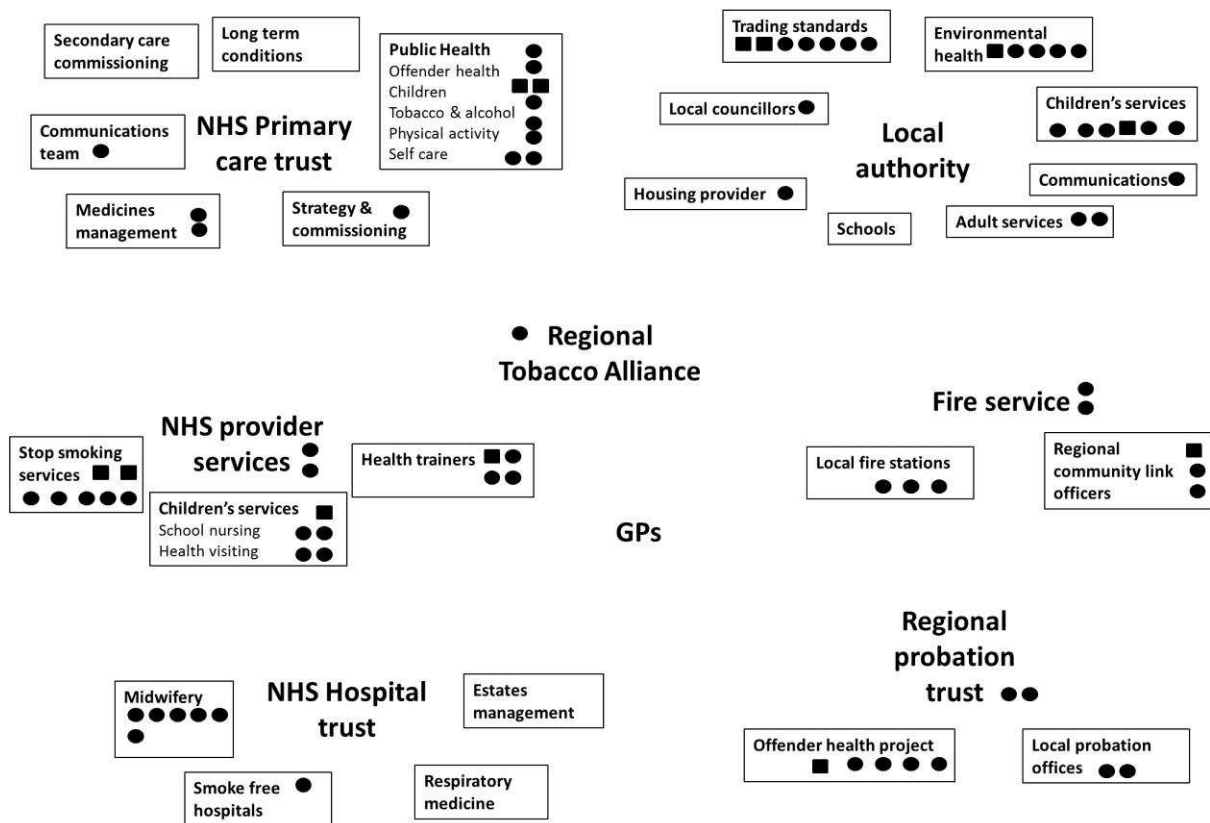 Secondary care
commissioning
Long term
conditions
Public Health
Offender health
Children
Tobacco & alcohol
Physical activity
Self care
Communications
team
NHS Primary
care trust
Medicines
management
Strategy &
commissioning
Trading standards
Environmental
health
Local councillors
Children's services
Local
authority
Housing provider
Communications
Schools
Adult services
Regional
Tobacco Alliance
Fire service
NHS provider
services
Stop smoking
services
Health trainers
Children's services
School nursing
Health visiting
Local fire stations
Regional
community link
officers
GPs
Regional
probation
trust
Midwifery
NHS Hospital
trust
Estates
management
Smoke free
hospitals
Respiratory
medicine
Offender health project
Local probation
offices